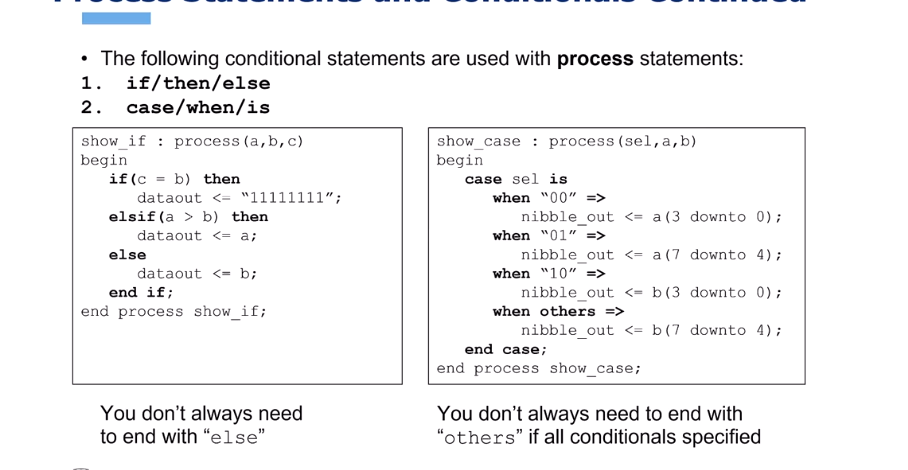 Process Statements and Conditionals Continued
• The following conditional statements are used with process statements:
1. if/then/else
2. case/when/is
show_if : process(a,b,c)
begin
if(c = b) then
dataout <= “11111111”;
elsif(a > b) then
dataout <= a;
else
dataout <= b;
end if;
end process show_if;
show_case : process(sel,a,b)
begin
case sel is
when “00” =>
nibble_out <= a(3 downto 0);
when “01” =>
nibble_out <= a(7 downto 4);
when “10” =>
nibble_out <= b(3 downto 0);
when others =>
nibble_out <= b(7 downto 4);
end case;
end process show_case;
You don’t always need
to end with “else”
You don’t always need to end with
“others” if all conditionals specified